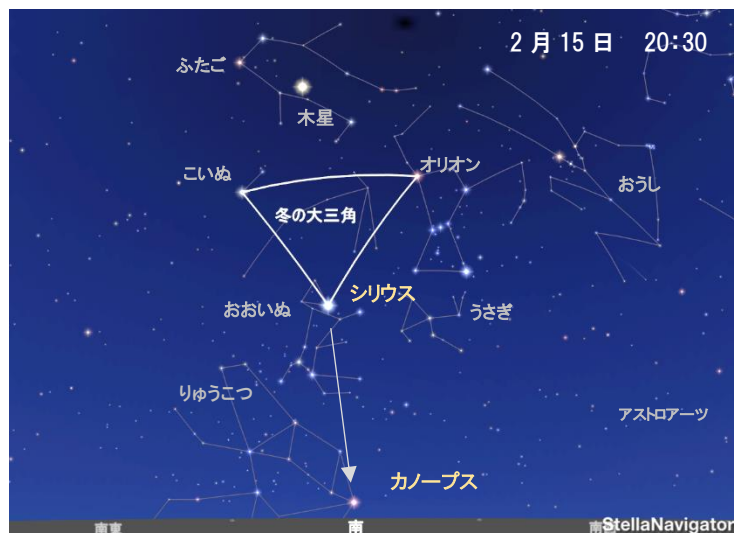 2月15日 20:30
ふたご
木星
こいぬ
オリオン
おうし
冬の大三角
シリウス
おおいぬ
うさぎ
りゅうこつ
アストロアーツ
カノープス
南東
南
南
StellaNavigator